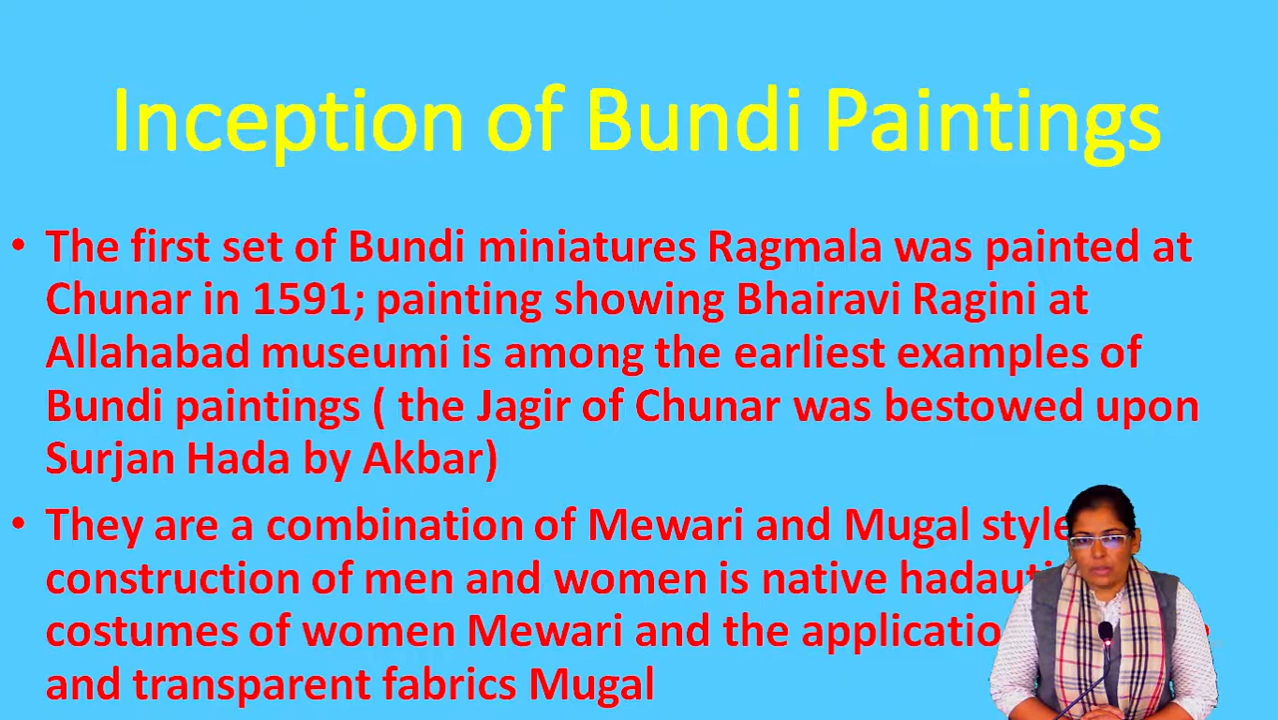 Inception of Bundi Paintings
• The first set of Bundi miniatures Ragmala was painted at
Chunar in 1591; painting showing Bhairavi Ragini at
Allahabad museumi is among the earliest examples of
Bundi paintings ( the Jagir of Chunar was bestowed upon
Surjan Hada by Akbar)
• They are a combination of Mewari and Mugal style
construction of men and women is native
costumes of women Mewari and the
and transparent fabrics Mugal